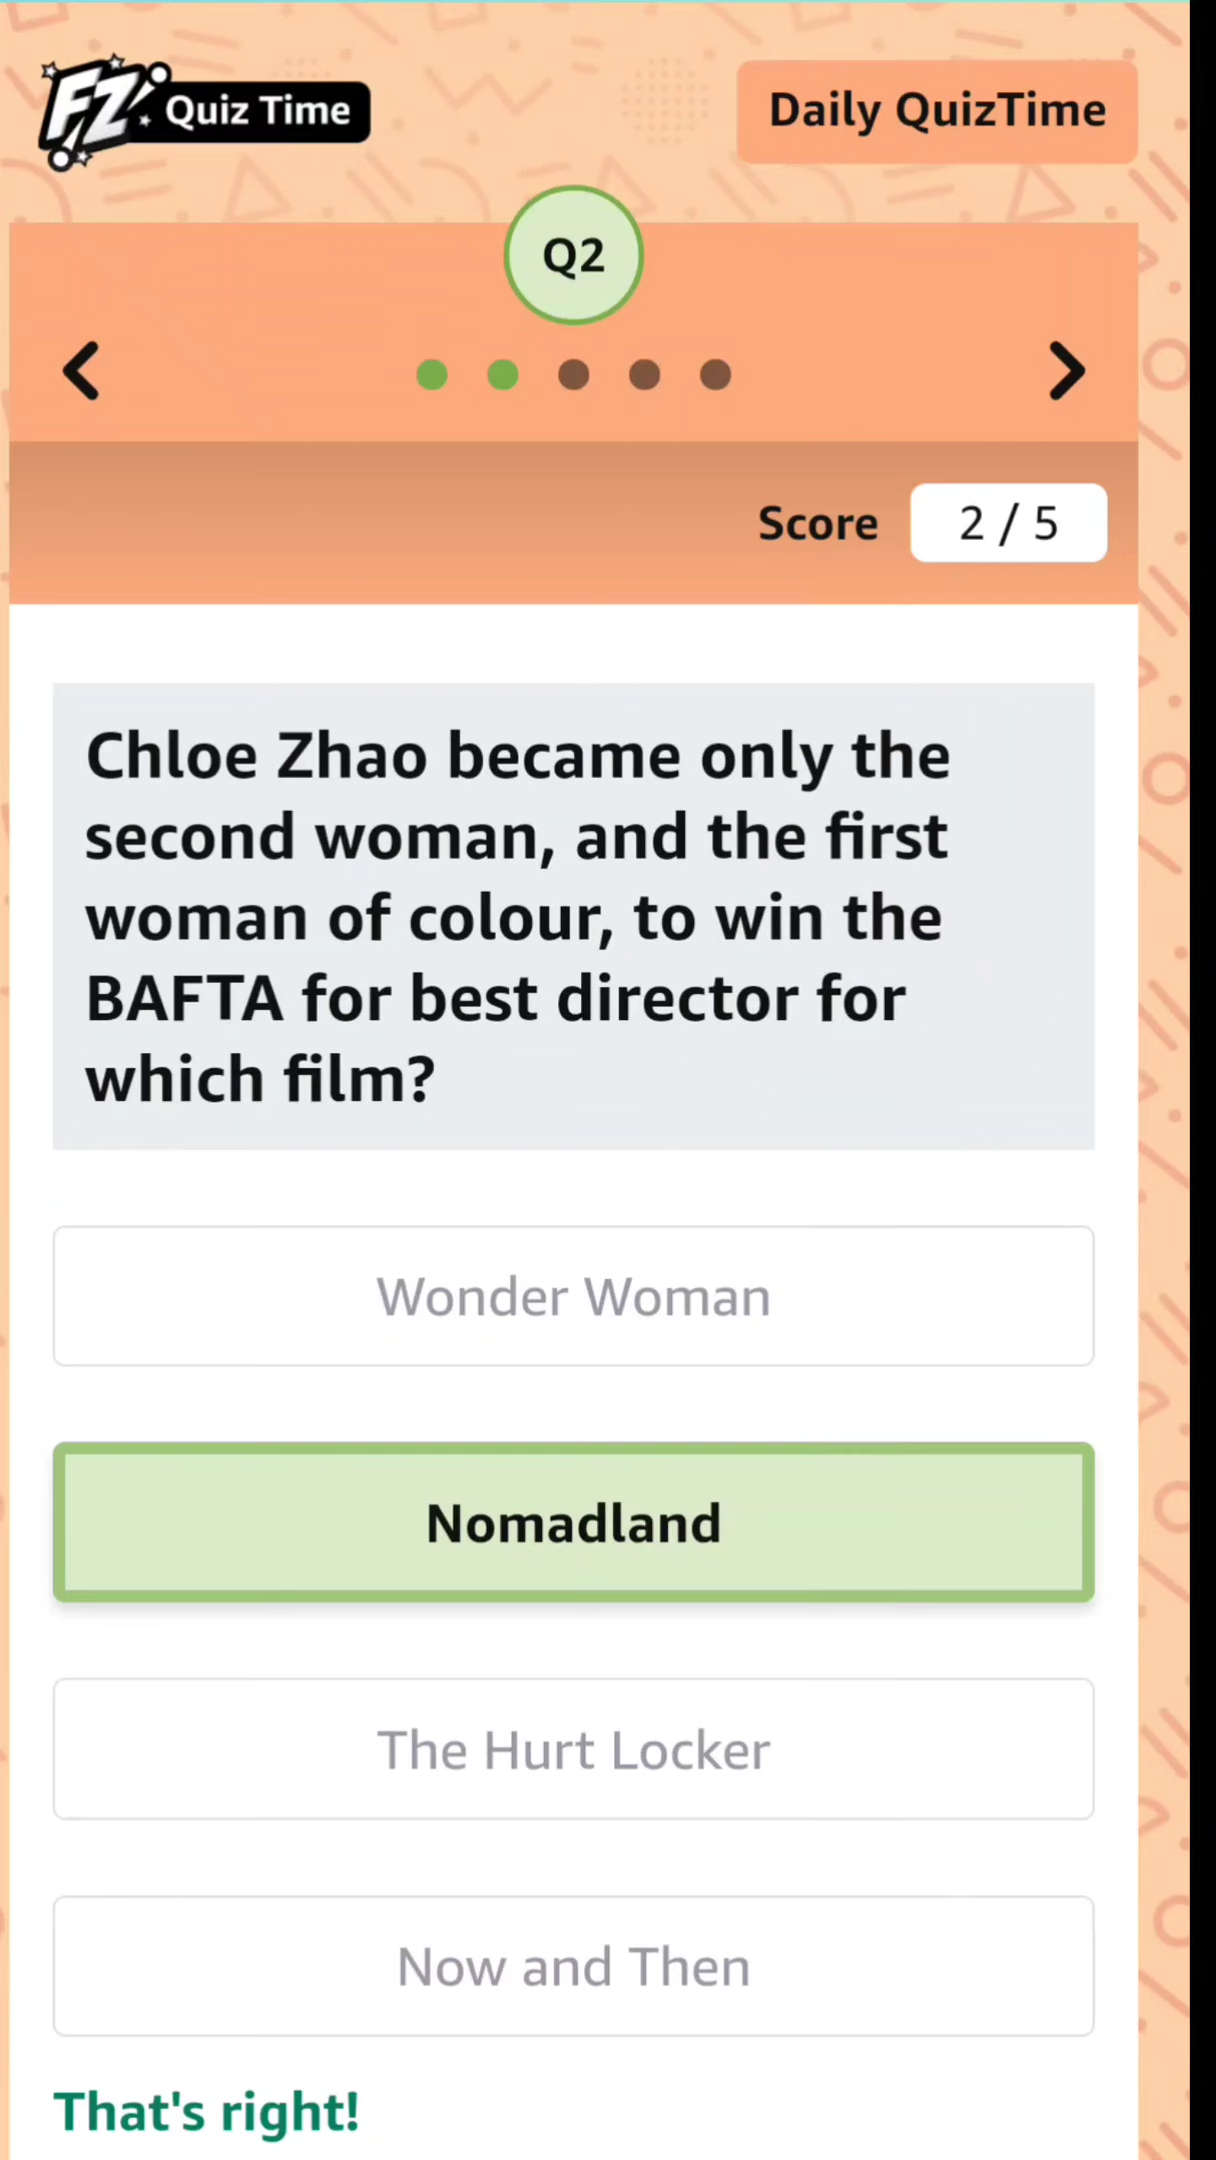 FZ Quiz Time
Daily QuizTime
Q2
Score 2 / 5
Chloe Zhao became only the
second woman, and the first
woman of colour, to win the
BAFTA for best director for
which film?
Wonder Woman
Nomadland
The Hurt Locker
Now and Then
That's right!